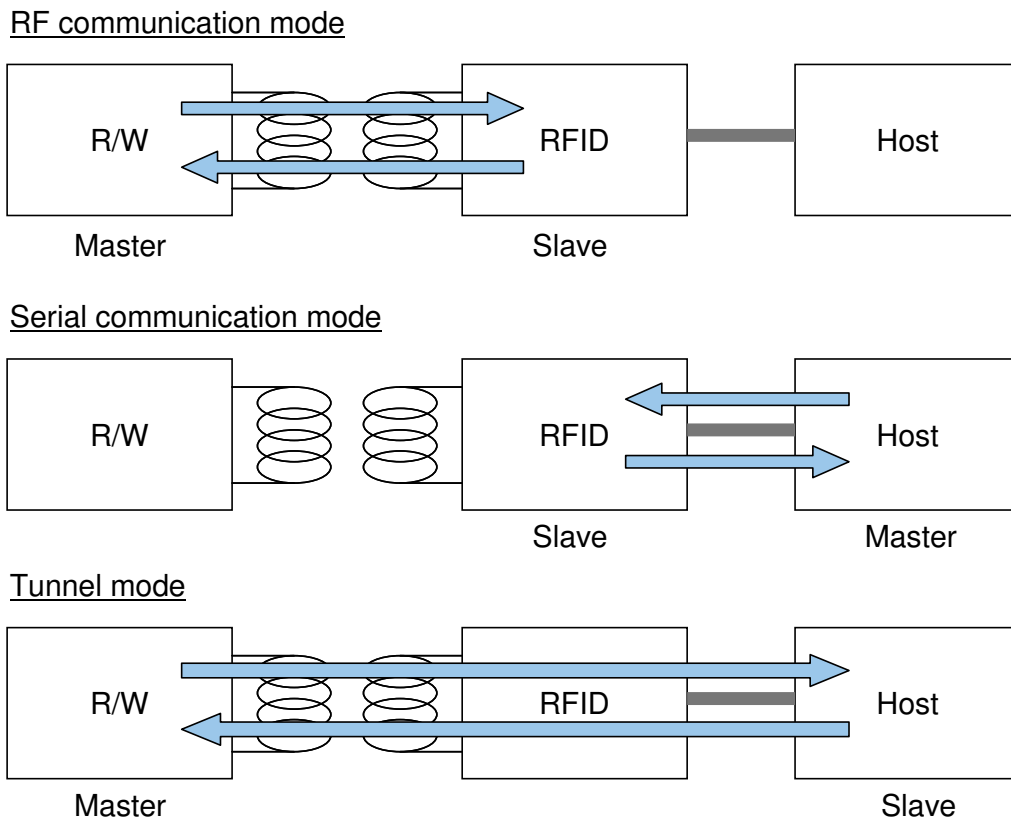 RF communication mode
R/W
RFID
Host
Master
Slave
Serial communication mode
R/W
RFID
Host
Slave
Master
Tunnel mode
R/W
RFID
Host
Master
Slave